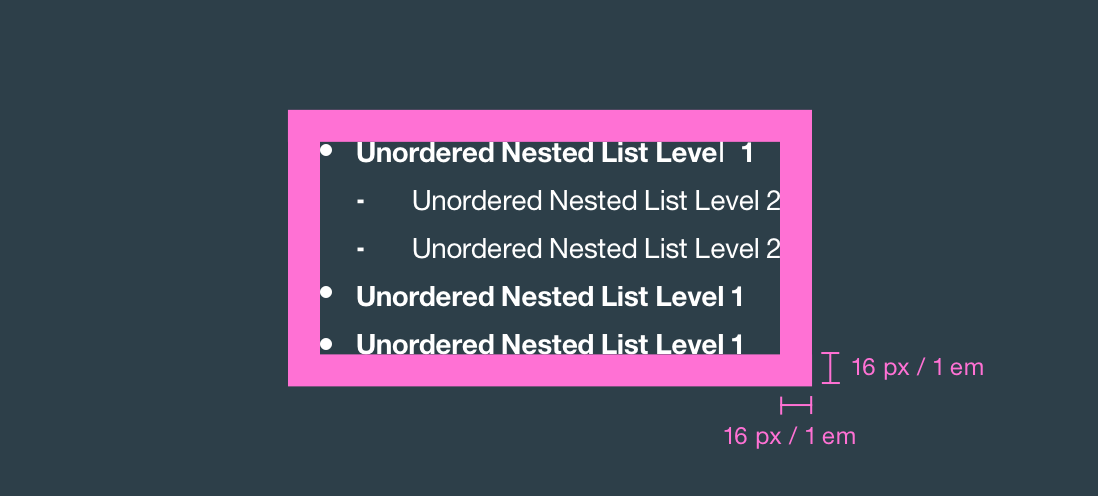 • Unordered Nested List Level 1
- Unordered Nested List Level 2
- Unordered Nested List Level 2
• Unordered Nested List Level 1
• Unordered Nested List Level 1
16 px / 1 em
16 px / 1 em